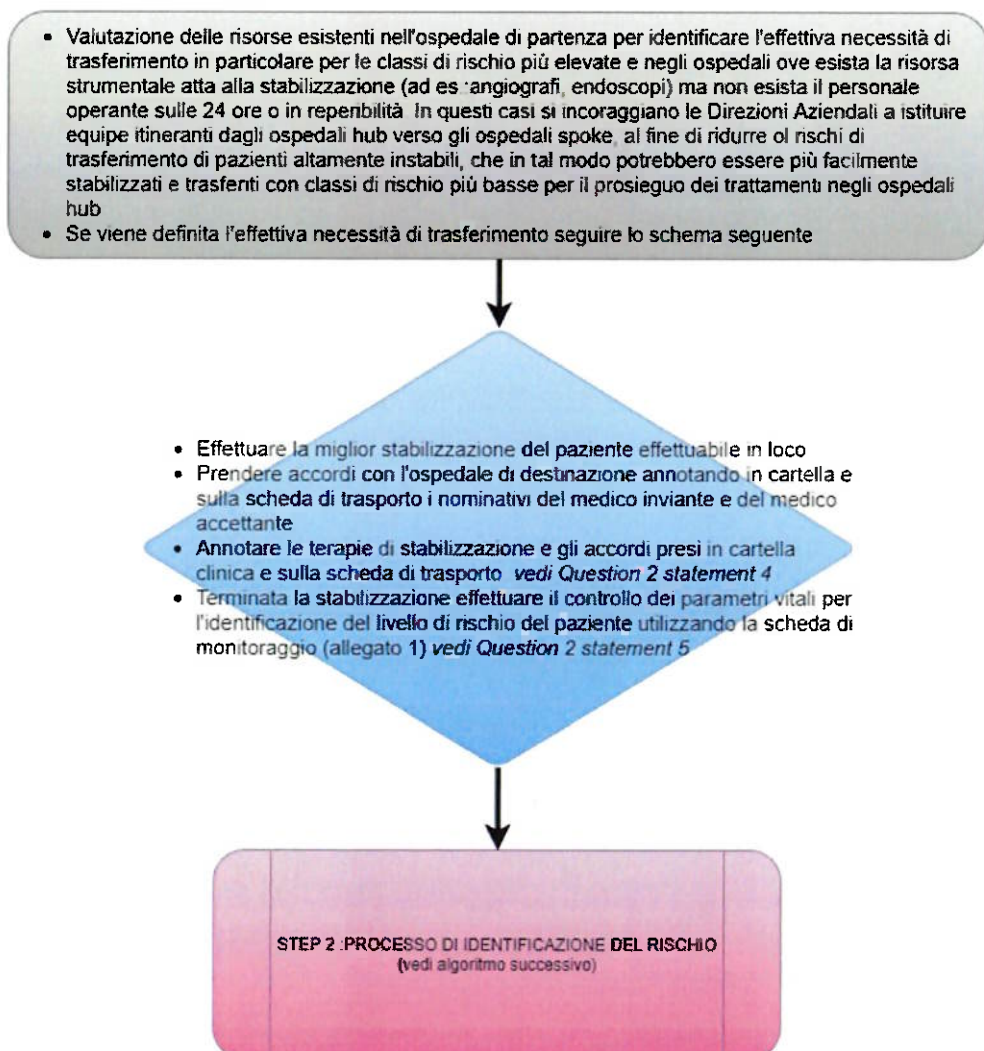 • Valutazione delle risorse esistenti nell'ospedale di partenza per identificare l'effettiva necessità di
trasferimento in particolare per le classi di rischio più elevate e negli ospedali ove esista la risorsa
strumentale atta alla stabilizzazione (ad es :angiografi, endoscopi) ma non esista il personale
operante sulle 24 ore o in reperibilità In questi casi si incoraggiano le Direzioni Aziendali a istituire
equipe itineranti dagli ospedali hub verso gli ospedali spoke, al fine di ridurre ol rischi di
trasferimento di pazienti altamente instabili, che in tal modo potrebbero essere più facilmente
stabilizzati e trasferiti con classi di rischio più basse per il prosieguo dei trattamenti negli ospedali
hub
• Se viene definita l'effettiva necessità di trasferimento seguire lo schema seguente
• Effettuare la miglior stabilizzazione del paziente effettuabile in loco
• Prendere accordi con l'ospedale di destinazione annotando in cartella e
sulla scheda di trasporto i nominativi del medico inviante e del medico
accettante
• Annotare le terapie di stabilizzazione e gli accordi presi in cartella
clinica e sulla scheda di trasporto vedi Question 2 statement 4
• Terminata la stabilizzazione effettuare il controllo dei parametri vitali per
l'identificazione del livello di rischio del paziente utilizzando la scheda di
monitoraggio (allegato 1) vedi Question 2 statement 5
STEP 2 :PROCESSO DI IDENTIFICAZIONE DEL RISCHIO
(vedi algoritmo successivo)